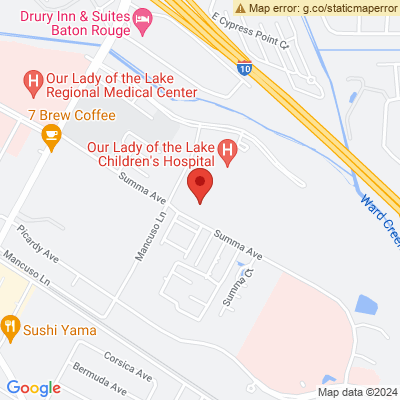 Drury Inn & Suites
Baton Rouge
E Cypress Point Ct
Map error: g.co/staticmaperror
10
Our Lady of the Lake
Regional Medical Center
7 Brew Coffee
Our Lady of the Lake
Children's Hospital
Summa Ave
Ward Creek
Mancuso Ln
Picardy Ave
Summa Ave
Mancuso Ln
Summa Ct
Sushi Yama
Corsica Ave
Bermuda Ave
Google
Map data ©2024